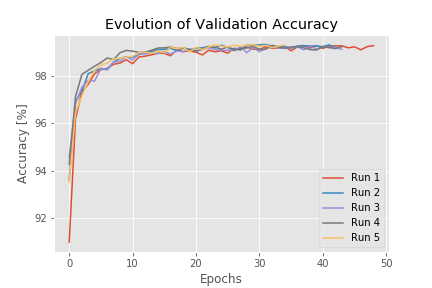 Evolution of Validation Accuracy
Accuracy [%]
98
96
94
92
0
10
20
30
40
50
Epochs
Run 1
Run 2
Run 3
Run 4
Run 5